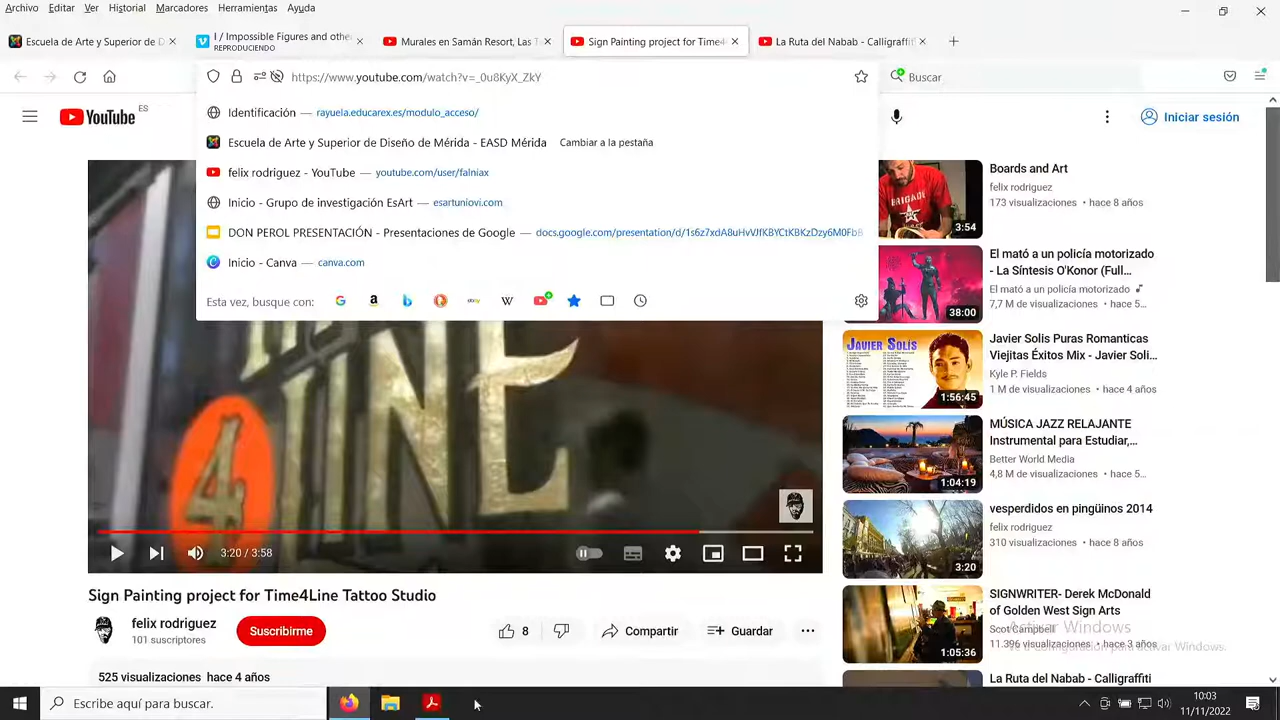 Archivo Editar Ver Historial Marcadores Herramientas Ayuda
Escuela de Arte y Superior de D
I / Impossible Figures and othe
REPRODUCIENDO
Murales en Samán Resort, Las T
Sign Painting project for Time4
La Ruta del Nabab - Calligraffit
https://www.youtube.com/watch?v=_0u8KyX_ZkY
Buscar
YouTube ES
Iniciar sesión
Identificación — rayuela.educarex.es/modulo_acceso/
Escuela de Arte y Superior de Diseño de Mérida - EASD Mérida Cambiar a la pestaña
felix rodriguez - YouTube — youtube.com/user/falniax
Inicio - Grupo de investigación EsArt — esartuniovi.com
DON PEROL PRESENTACIÓN - Presentaciones de Google — docs.google.com/presentation/d/1s6z7xdA8uHvVJfKBYCtKBKzDzy6M0FbB
Inicio - Canva — canva.com
Esta vez, busque con:
NE
3:20 / 3:58
Sign Painting project for Time4Line Tattoo Studio
felix rodriguez
101 suscriptores
Suscribirme
8
Compartir
Guardar
525 visualizaciones hace 4 años
BRIGADE
3:54
Boards and Art
felix rodriguez
173 visualizaciones • hace 8 años
38:00
El mató a un policía motorizado
- La Síntesis O'Konor (Full...
El mató a un policía motorizado
7,7 M de visualizaciones • hace 5...
JAVIER SOLÍS
1:56:45
Javier Solis Puras Romanticas
Viejitas Éxitos Mix - Javier Soli...
Kyle P. Fields
1 M de visualizaciones • hace 4 años
1:04:19
MÚSICA JAZZ RELAJANTE
Instrumental para Estudiar,...
Better World Media
4,8 M de visualizaciones • hace 5...
3:20
vesperdidos en pingüinos 2014
felix rodriguez
310 visualizaciones • hace 8 años
1:05:36
SIGNWRITER- Derek McDonald
of Golden West Sign Arts
Scot Campbell
11.396 visualizaciones • hace 3 años
La Ruta del Nabab - Calligraffiti
Activar Windows
Ve a Configuración para activar Windows.
Escribe aquí para buscar.
10:03
11/11/2022